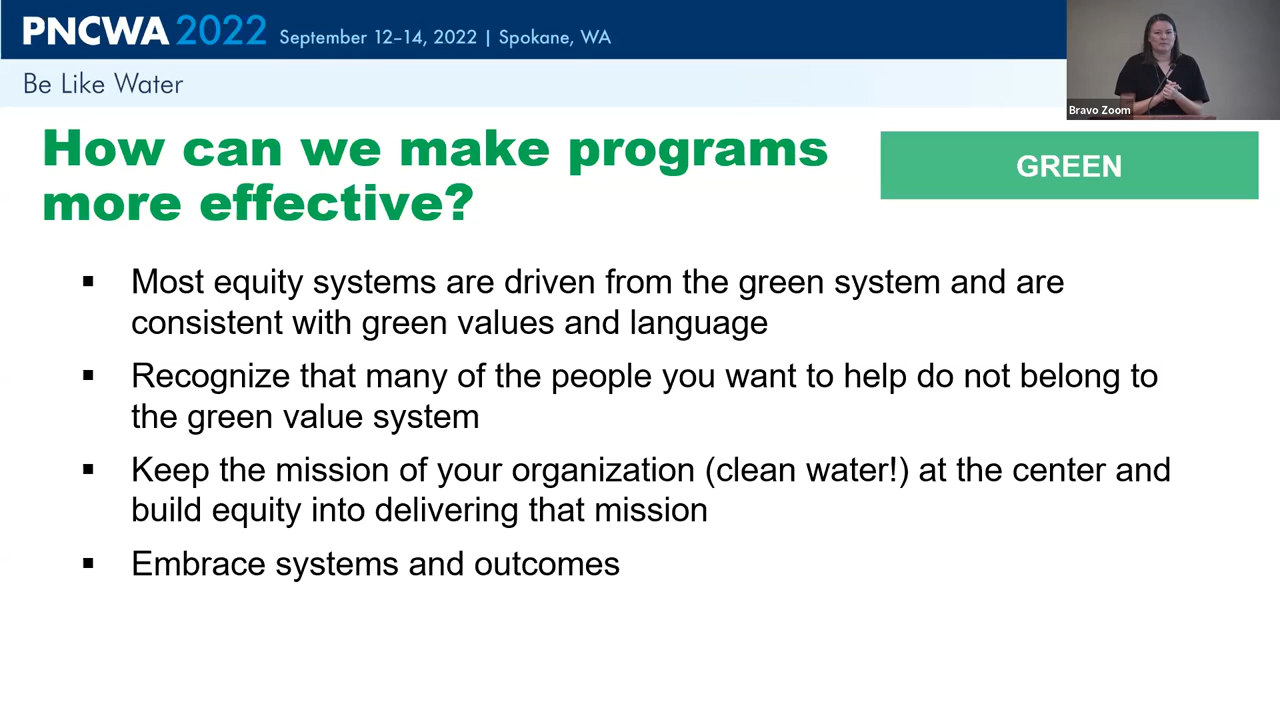 PNCWA 2022 September 12–14, 2022 | Spokane, WA
Be Like Water
Bravo Zoom
How can we make programs
more effective?
GREEN
▪ Most equity systems are driven from the green system and are
consistent with green values and language
▪ Recognize that many of the people you want to help do not belong to
the green value system
▪ Keep the mission of your organization (clean water!) at the center and
build equity into delivering that mission
▪ Embrace systems and outcomes